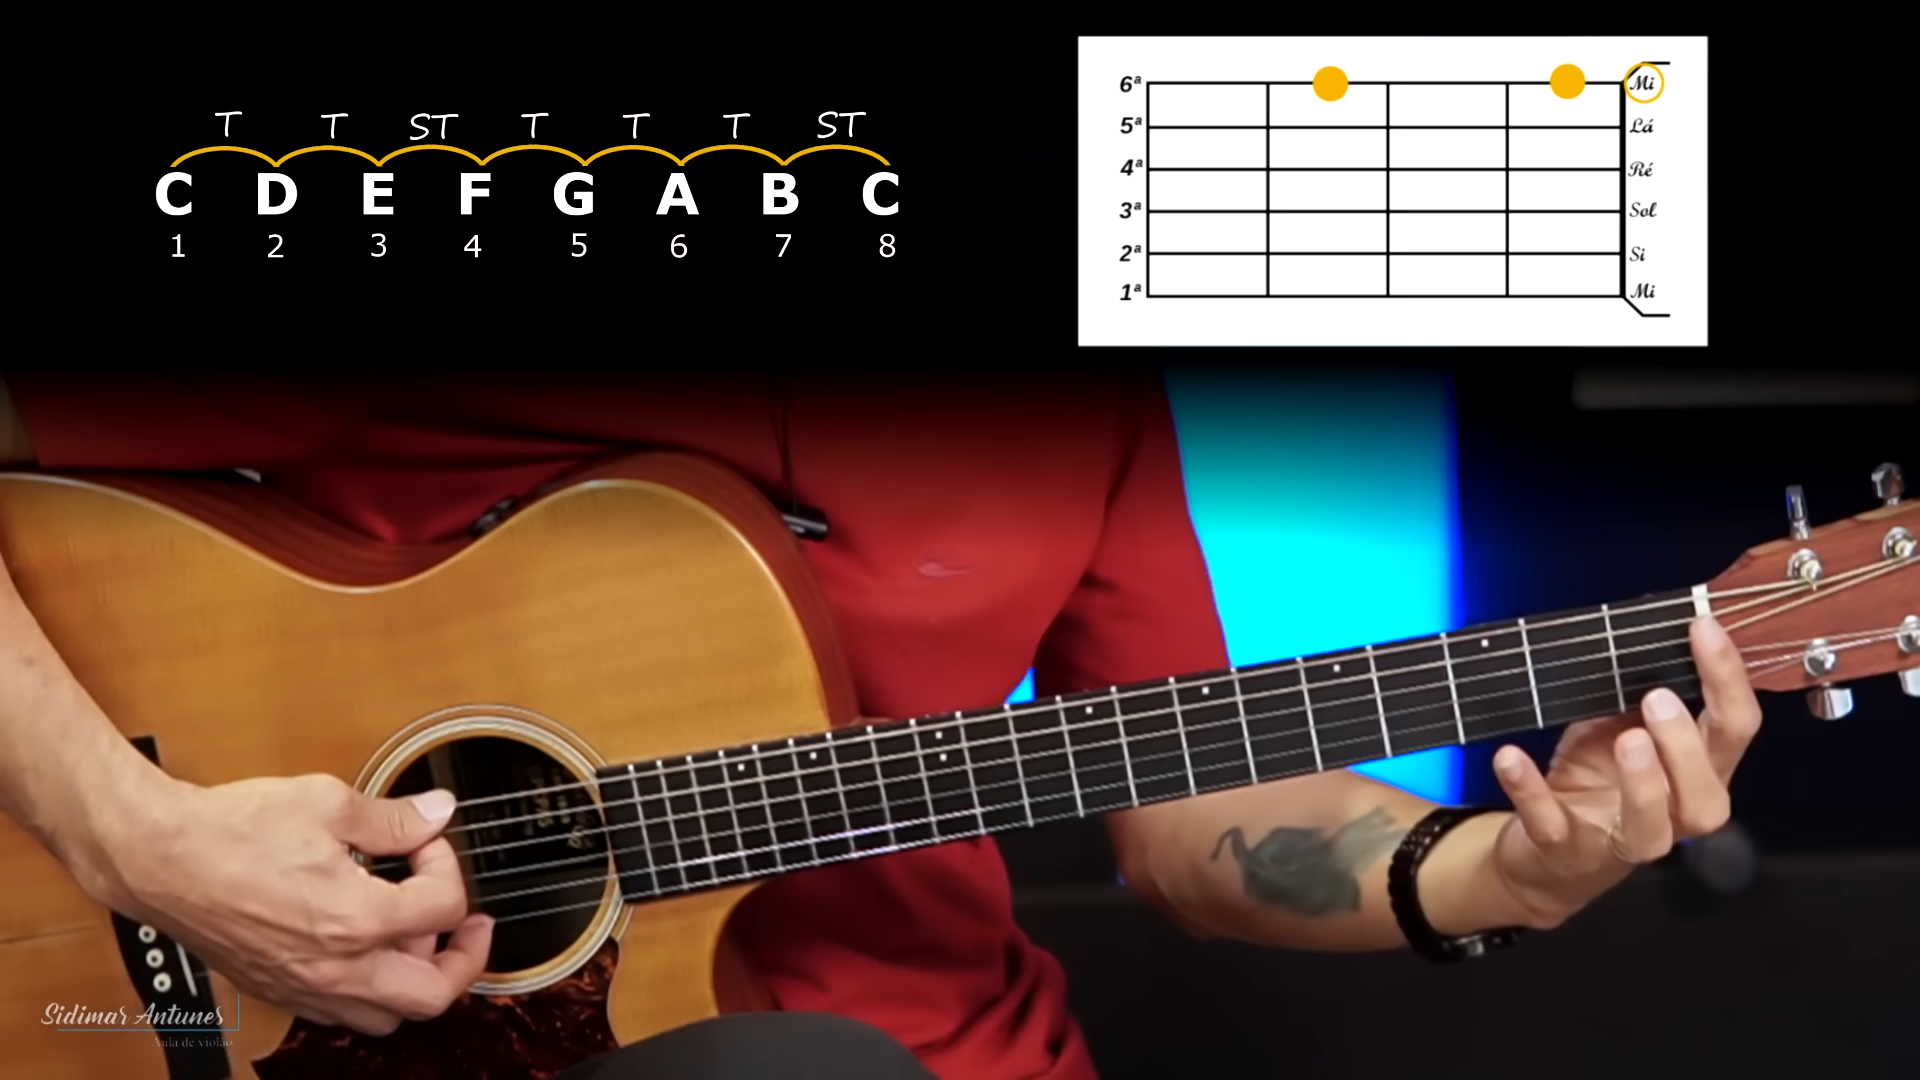 T T ST T T T ST
C D E F G A B C
1 2 3 4 5 6 7 8
6ª Mi
5ª Lá
4ª Ré
3ª Sol
2ª Si
1ª Mi
Sidimar Antunes
Aula de violão